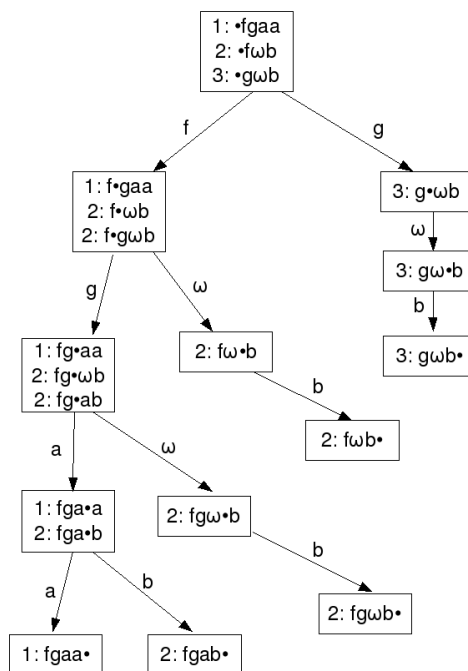 1: •fgaa
2: •fωb
3: •gωb
f
g
1: f•gaa
2: f•ωb
2: f•gωb
3: g•ωb
ω
3: gω•b
g
ω
b
1: fg•aa
2: fg•ωb
2: fg•ab
2: fω•b
3: gωb•
b
2: fωb•
a
ω
1: fga•a
2: fga•b
2: fgω•b
a
b
b
2: fgωb•
1: fgaa•
2: fgab•